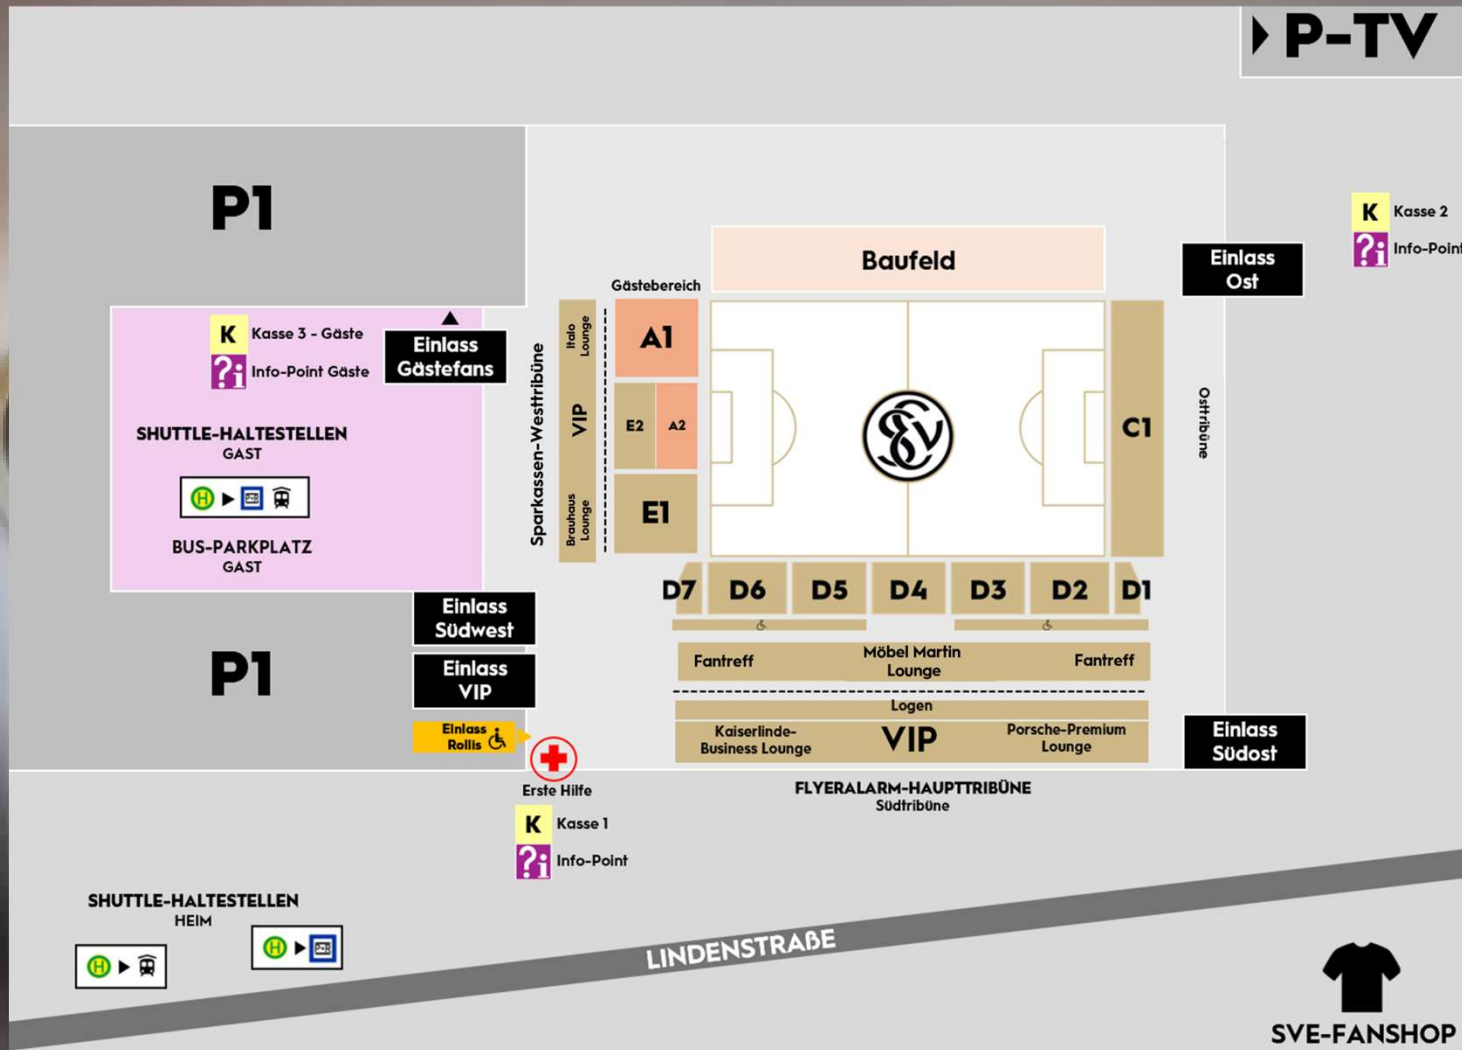 P-TV
P1
K Kasse 2
?i Info-Point
Baufeld
Einlass
Ost
Gästebereich
K Kasse 3 - Gäste
?i Info-Point Gäste
Einlass
Gästefans
SHUTTLE-HALTESTELLEN
GAST
H
BUS-PARKPLATZ
GAST
Sparkassen-Westtribüne
Italo
Lounge
VIP
Brauhaus
Lounge
A1
E2
A2
E1
SVE
C1
Osttribüne
D7
D6
D5
D4
D3
D2
D1
Einlass
Südwest
P1
Einlass
VIP
Einlass
Rollis
Fantreff
Möbel Martin
Lounge
Fantreff
Logen
Kaiserlinde-
Business Lounge
VIP
Porsche-Premium
Lounge
Einlass
Südost
Erste Hilfe
FLYERALARM-HAUPTTRIBÜNE
Südtribüne
K Kasse 1
?i Info-Point
SHUTTLE-HALTESTELLEN
HEIM
H
H
LINDENSTRAßE
SVE-FANSHOP